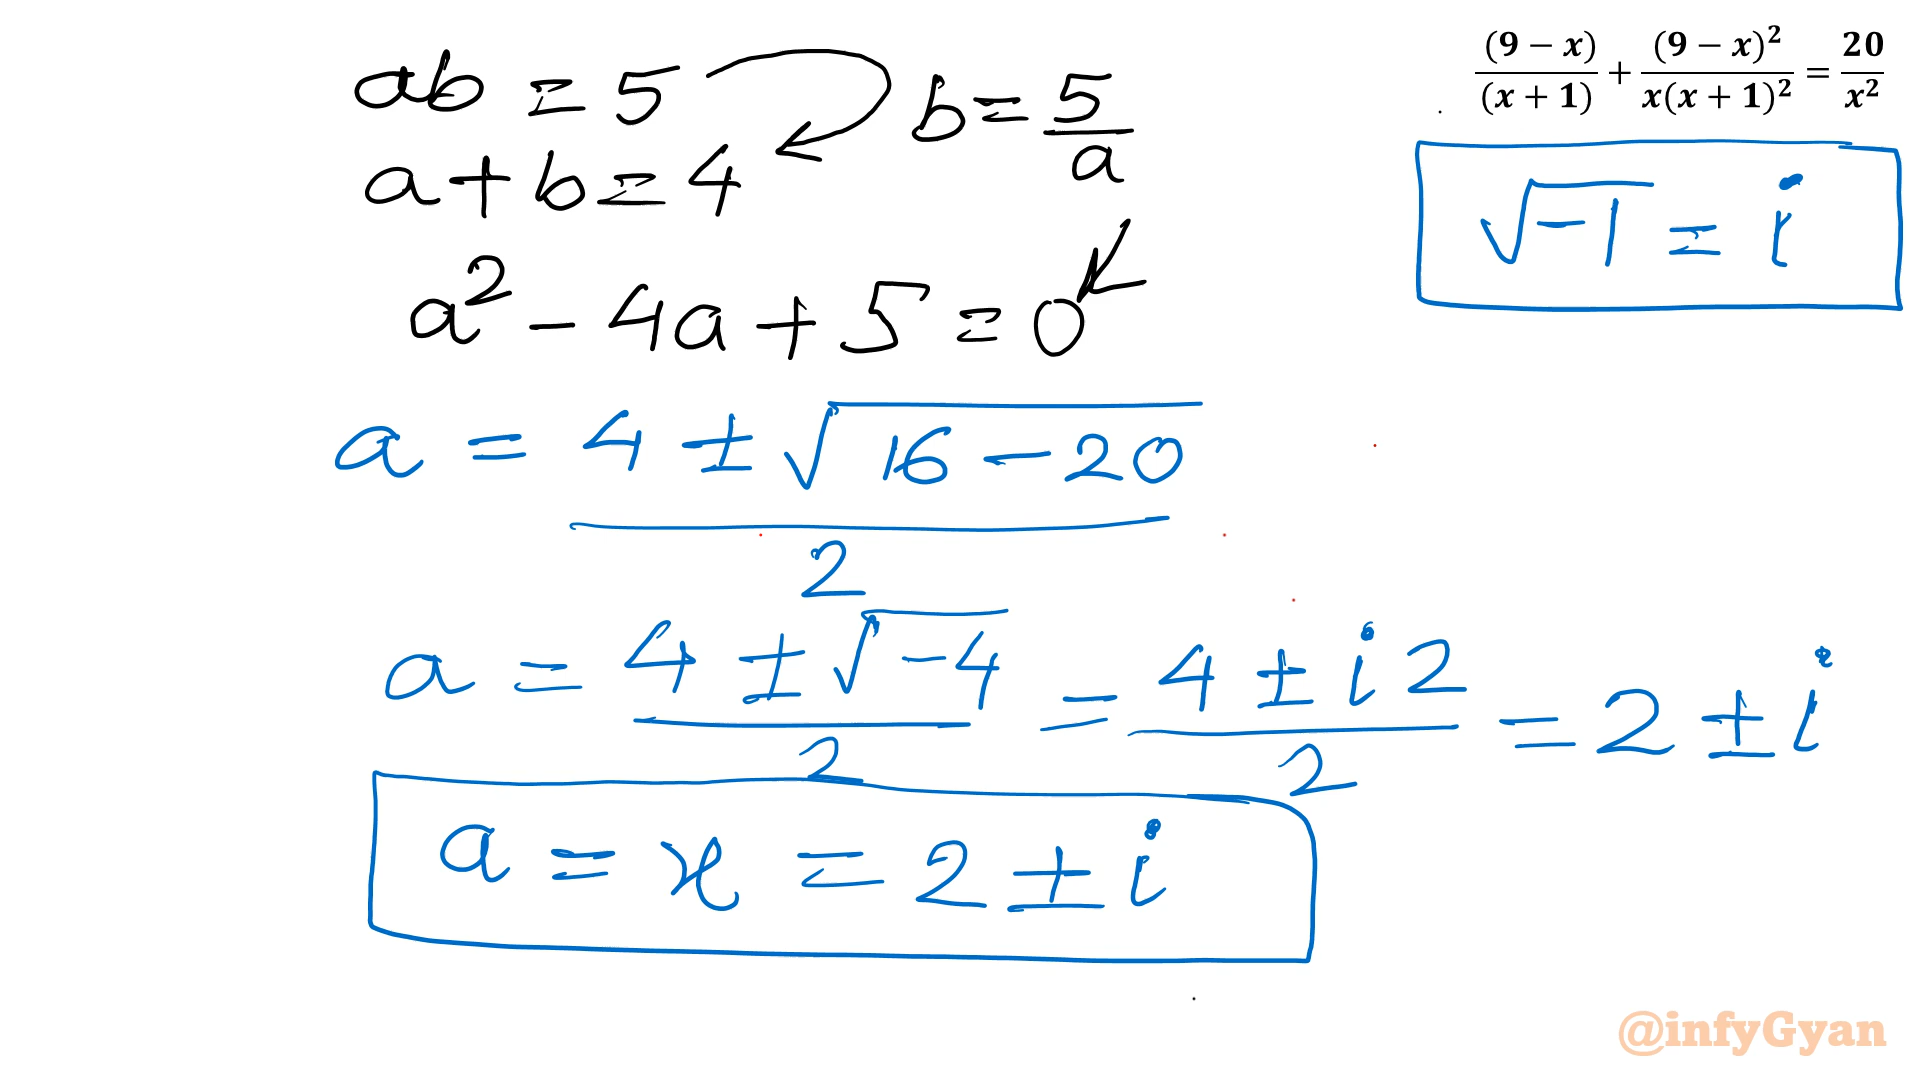 (9 − x)/(x + 1) + (9 − x)²/x(x + 1)² = 20/x²
ab = 5
b = 5/a
a + b = 4
√−1 = i
a² − 4a + 5 = 0
a = (4 ± √16 − 20)/2
a = (4 ± √−4)/2 = (4 ± i2)/2 = 2 ± i
a = x = 2 ± i
@infyGyan